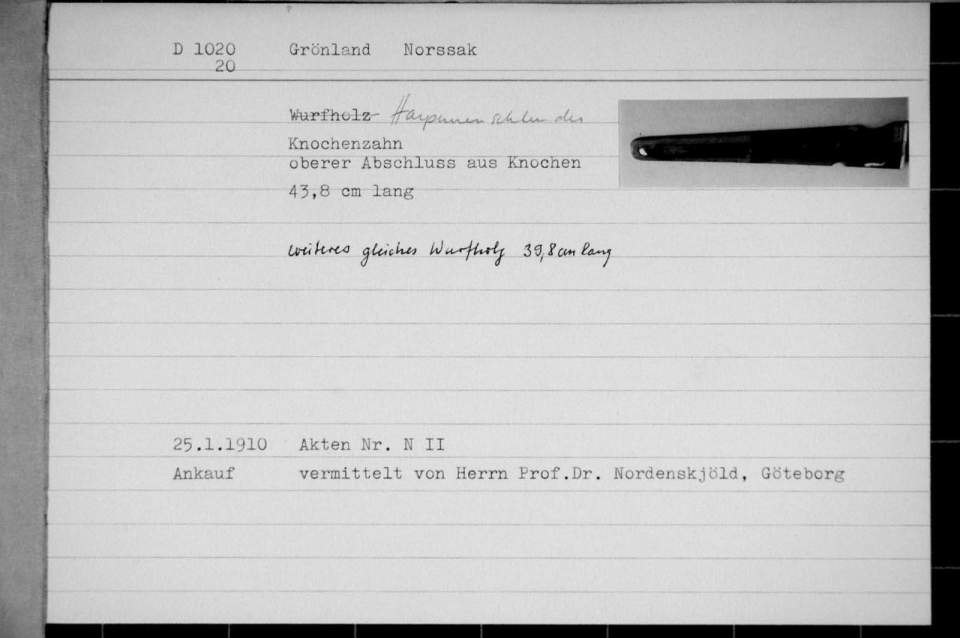 D 1020 Grönland Norssak
20
Wurfholz Harpunenschleuder
Knochenzahn
oberer Abschluss aus Knochen
43,8 cm lang
weiteres gleiches Wurfholz 39,8 cm lang
25.1.1910 Akten Nr. N II
Ankauf vermittelt von Herrn Prof.Dr. Nordenskjöld, Göteborg